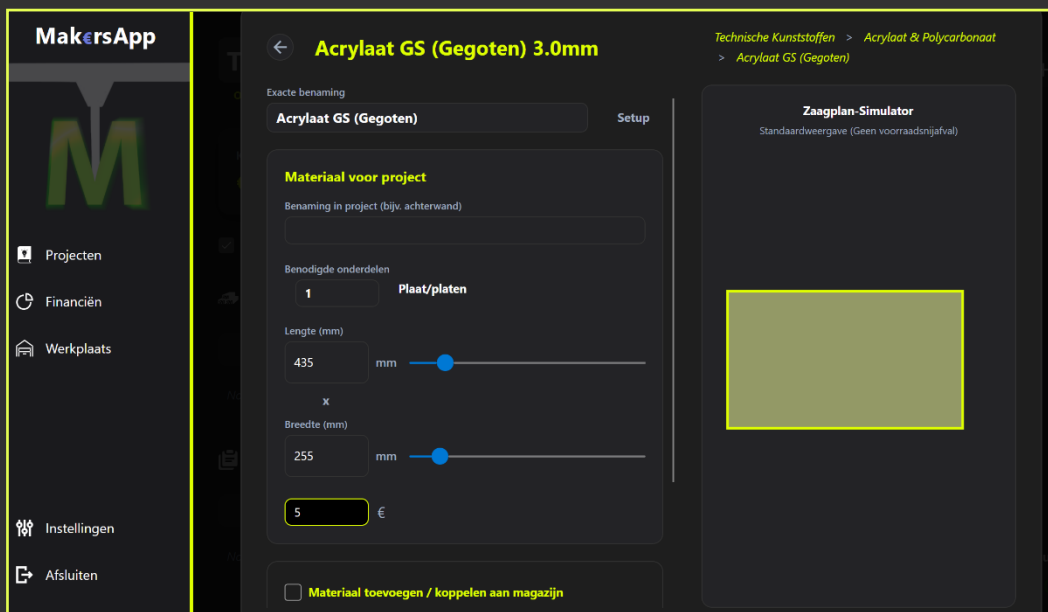 Mak€rsApp
M
Projecten
Financiën
Werkplaats
Instellingen
Afsluiten
Acrylaat GS (Gegoten) 3.0mm
Exacte benaming
Acrylaat GS (Gegoten)
Setup
Materiaal voor project
Benaming in project (bijv. achterwand)
Benodigde onderdelen
1 Plaat/platen
Lengte (mm)
435 mm
x
Breedte (mm)
255 mm
5 €
Materiaal toevoegen / koppelen aan magazijn
Technische Kunststoffen > Acrylaat & Polycarbonaat
> Acrylaat GS (Gegoten)
Zaagplan-Simulator
Standaardweergave (Geen voorraadsnijafval)